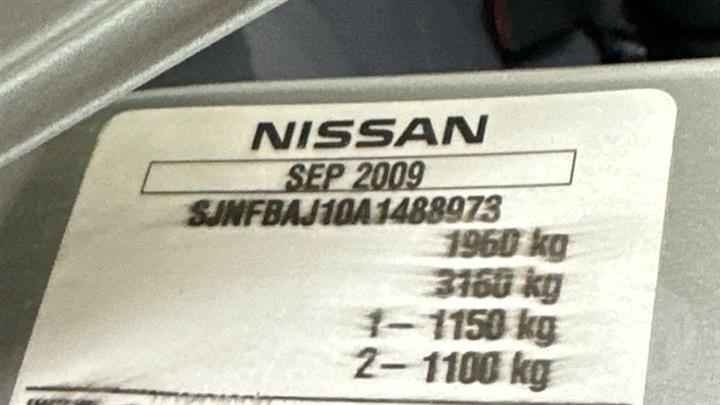 NISSAN
SEP 2009
SJNFBAJ10A1488973
1960 kg
3160 kg
1- 1150 kg
2- 1100 kg